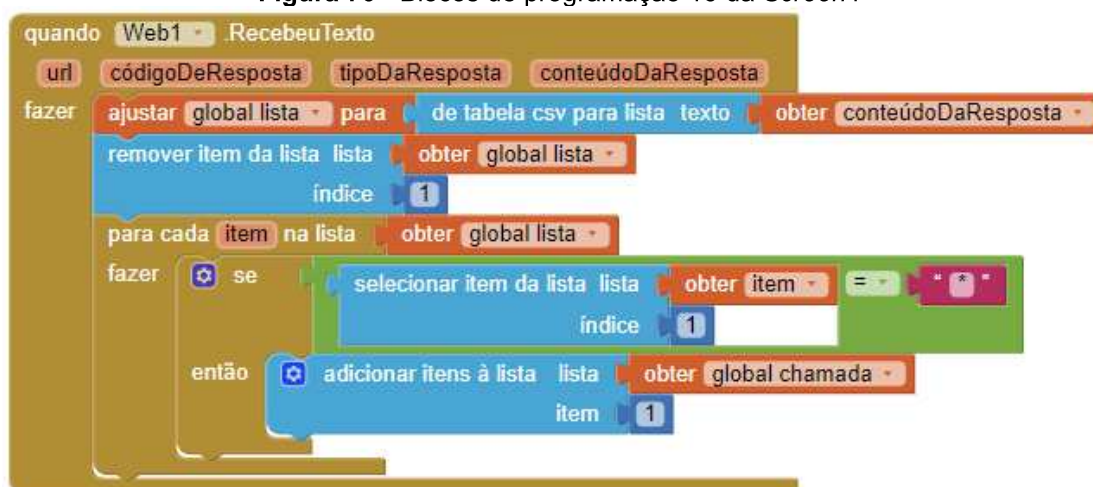 quando Web1 .RecebeuTexto
url códigoDeResposta tipoDaResposta conteúdoDaResposta
fazer ajustar global lista para de tabela csv para lista texto obter conteúdoDaResposta
remover item da lista lista obter global lista
índice 1
para cada item na lista obter global lista
fazer se selecionar item da lista lista obter item = " * "
índice 1
então adicionar itens à lista lista obter global chamada
item 1